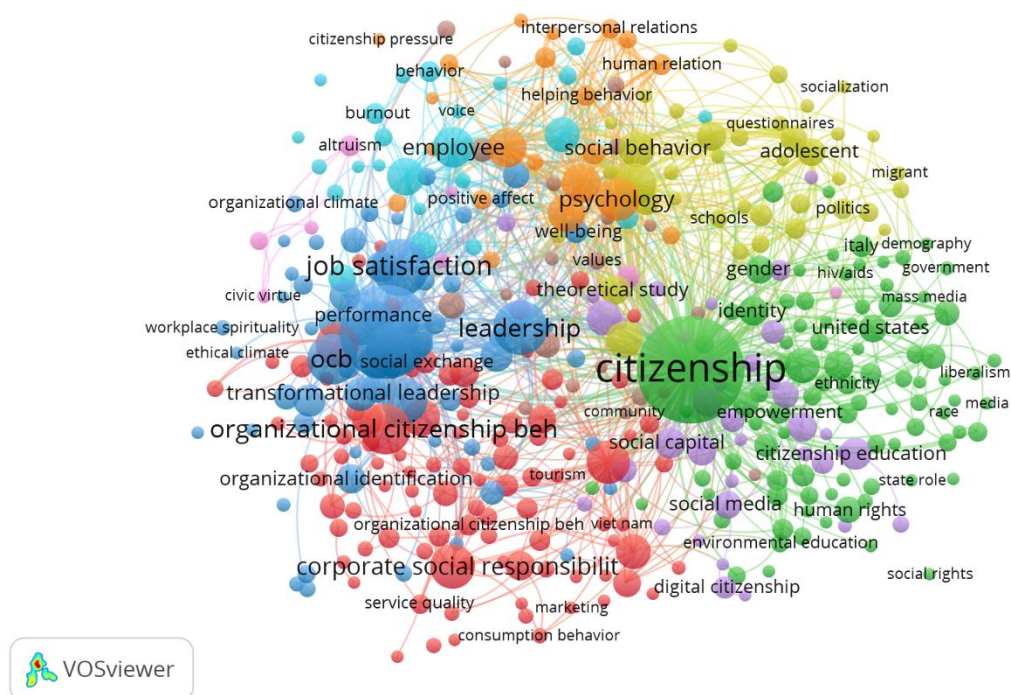 interpersonal relations
citizenship pressure
human relation
behavior
socialization
helping behavior
burnout
voice
questionnaires
altruism
employee
social behavior
adolescent
migrant
organizational climate
positive affect
psychology
schools
politics
well-being
italy
demography
job satisfaction
values
gender
hiv/aids
government
theoretical study
civic virtue
mass media
performance
identity
workplace spirituality
leadership
united states
ethical climate
ocb
social exchange
citizenship
liberalism
ethnicity
transformational leadership
race
media
community
empowerment
organizational citizenship beh
social capital
citizenship education
organizational identification
tourism
state role
social media
human rights
organizational citizenship beh
viet nam
environmental education
corporate social responsibilit
social rights
digital citizenship
service quality
marketing
consumption behavior
VOSviewer